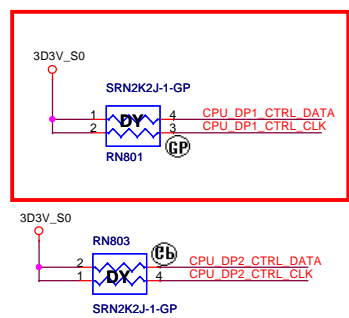 3D3V_S0
SRN2K2J-1-GP
1 DY 4 CPU_DP1_CTRL_DATA
2 3 CPU_DP1_CTRL_CLK
RN801 GP
3D3V_S0
RN803 Cb
2 3 CPU_DP2_CTRL_DATA
1 DY 4 CPU_DP2_CTRL_CLK
SRN2K2J-1-GP